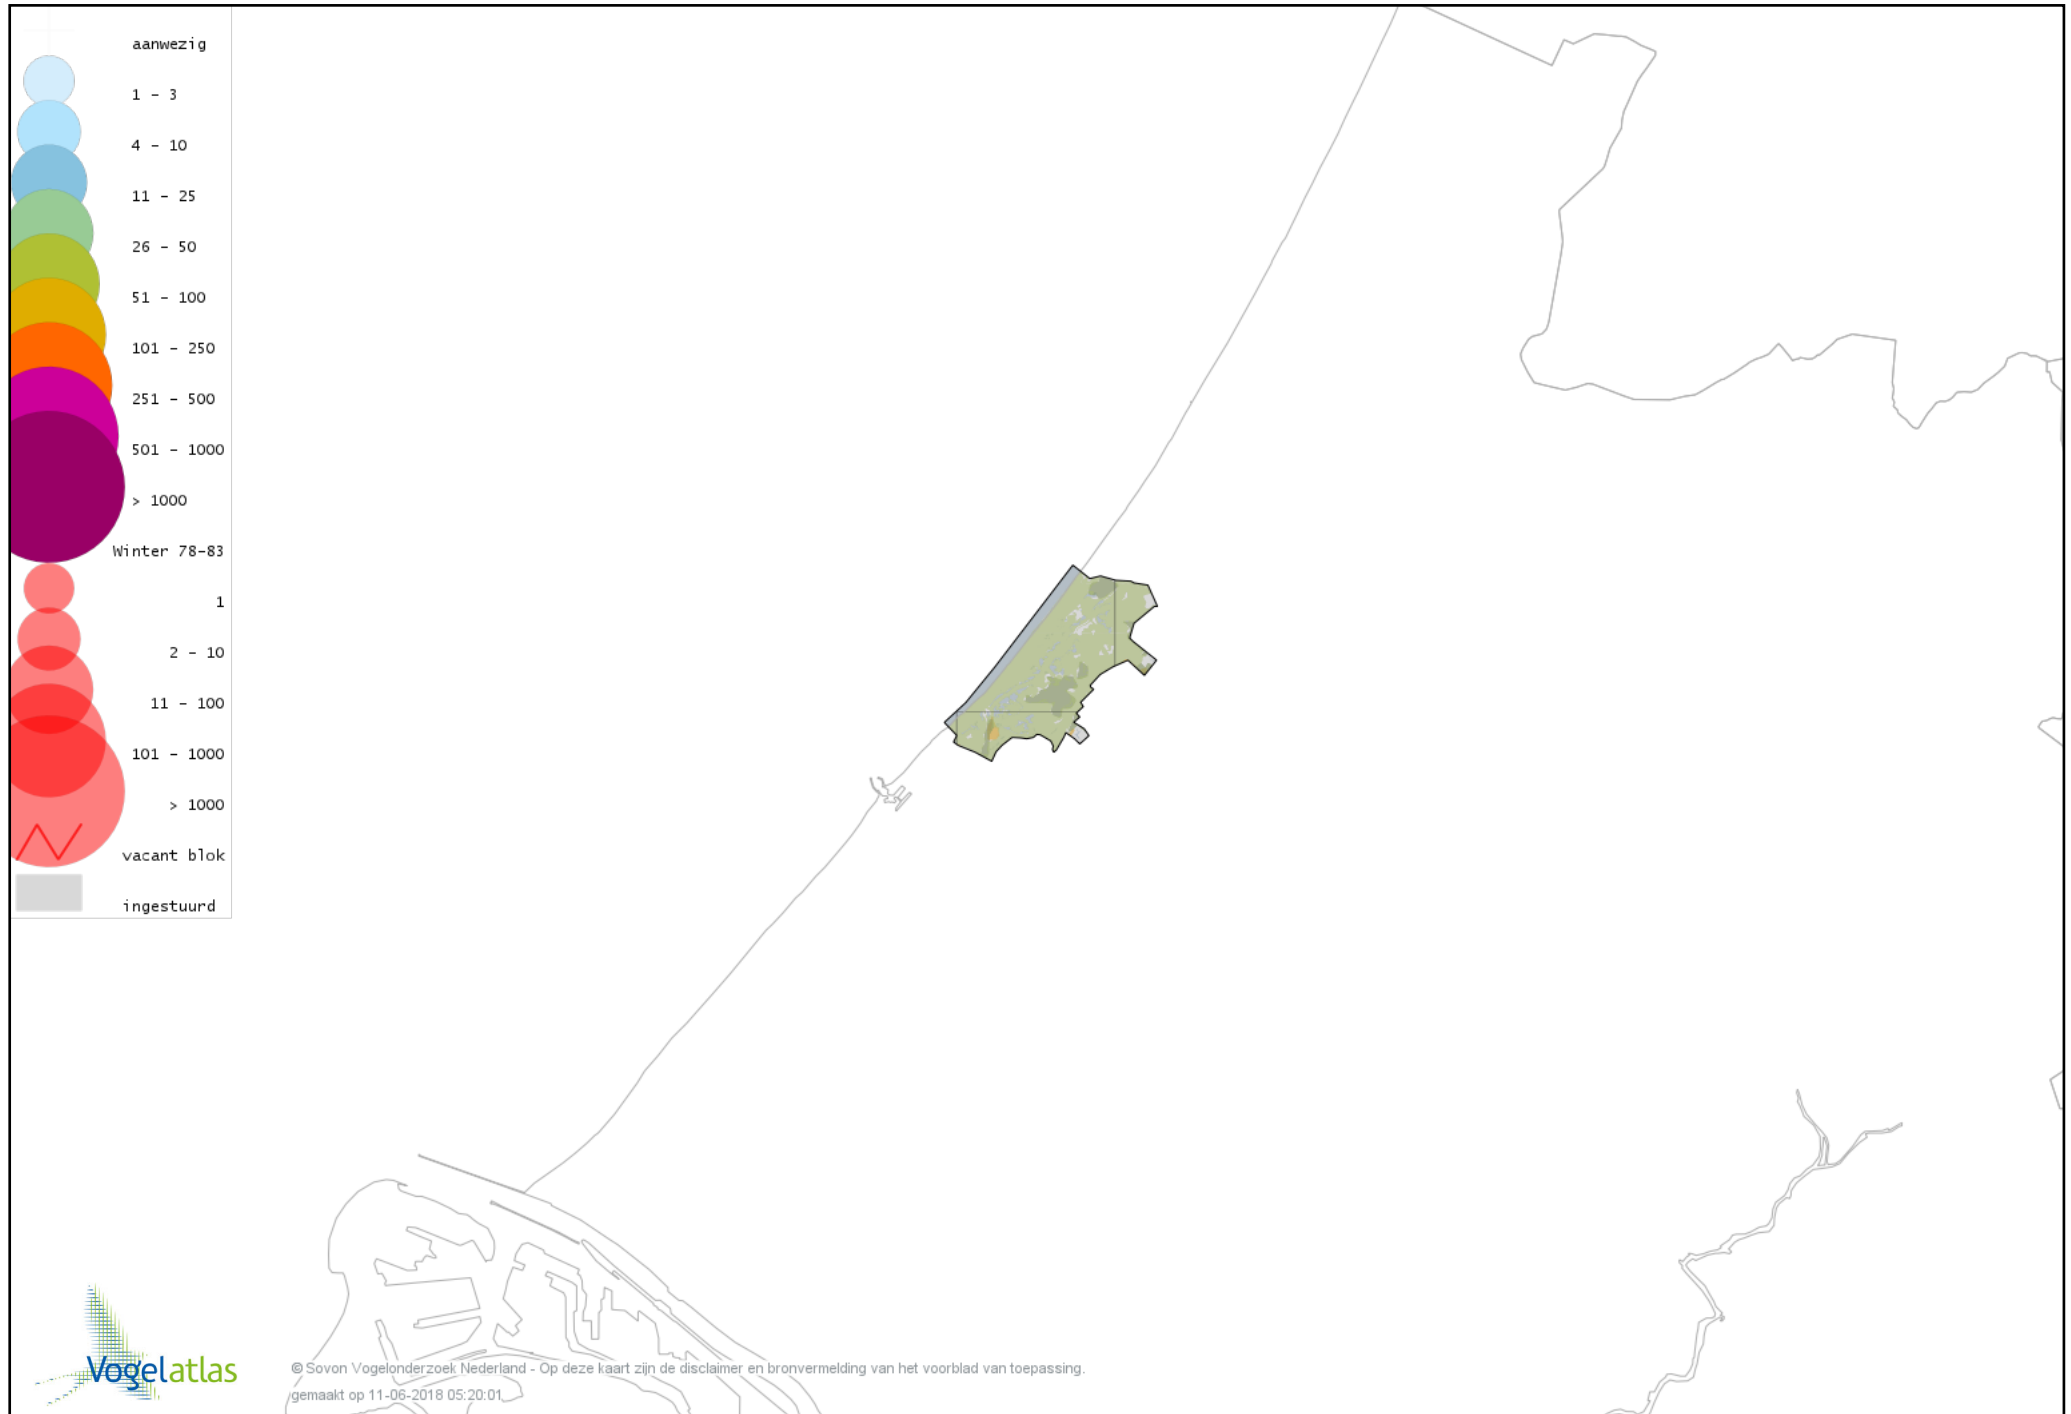 aanwezig
1 - 3
4 - 10
11 - 25
26 - 50
51 - 100
101 - 250
251 - 500
501 - 1000
> 1000
Winter 78-83
1
2 - 10
11 - 100
101 - 1000
> 1000
vacant blok
ingestuurd
Vogelatlas
© Sovon Vogelonderzoek Nederland - Op deze kaart zijn de disclaimer en bronvermelding van het voorblad van toepassing.
gemaakt op 11-06-2018 05:20:01